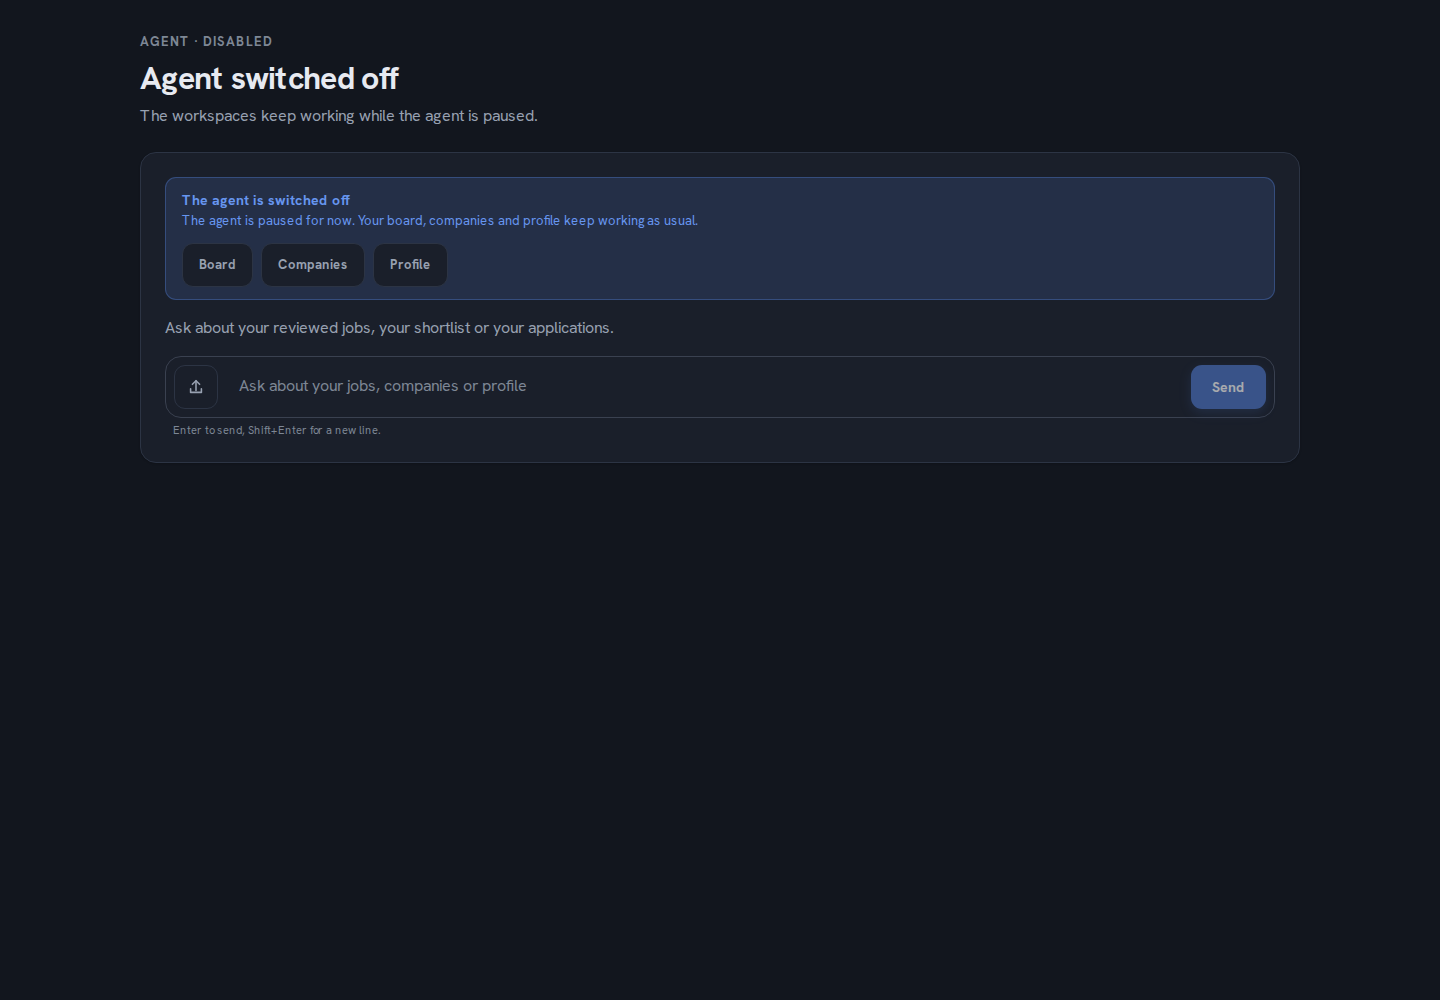 AGENT · DISABLED
Agent switched off
The workspaces keep working while the agent is paused.
The agent is switched off
The agent is paused for now. Your board, companies and profile keep working as usual.
Board
Companies
Profile
Ask about your reviewed jobs, your shortlist or your applications.
Ask about your jobs, companies or profile
Send
Enter to send, Shift+Enter for a new line.